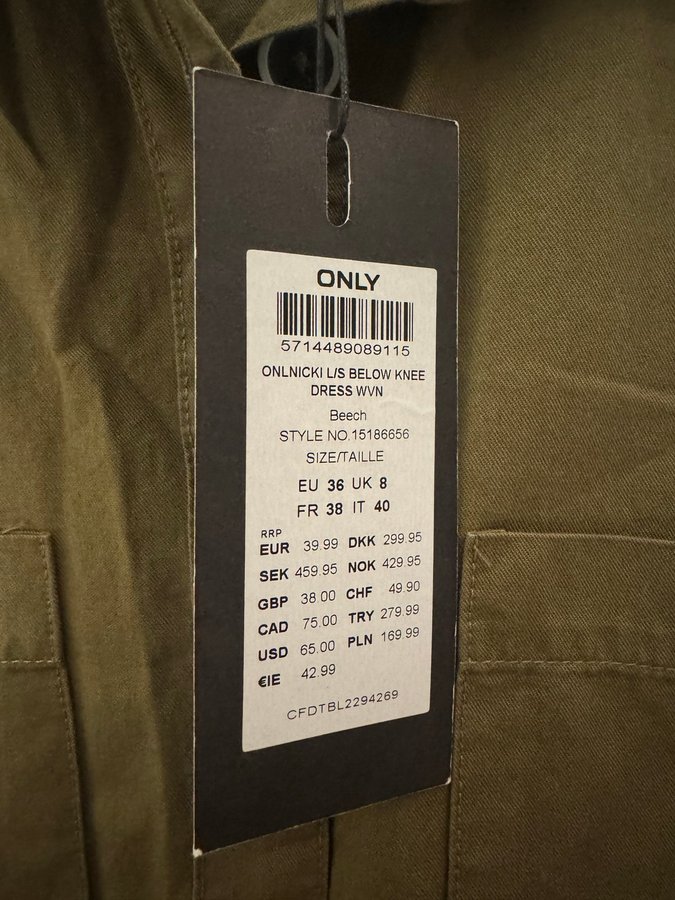 ONLY
5714489089115
ONLNICKI L/S BELOW KNEE
DRESS WVN
Beech
STYLE NO.15186656
SIZE/TAILLE
EU 36 UK 8
FR 38 IT 40
RRP
EUR 39.99 DKK 299.95
SEK 459.95 NOK 429.95
GBP 38.00 CHF 49.90
CAD 75.00 TRY 279.99
USD 65.00 PLN 169.99
€IE 42.99
CFDTBL2294269